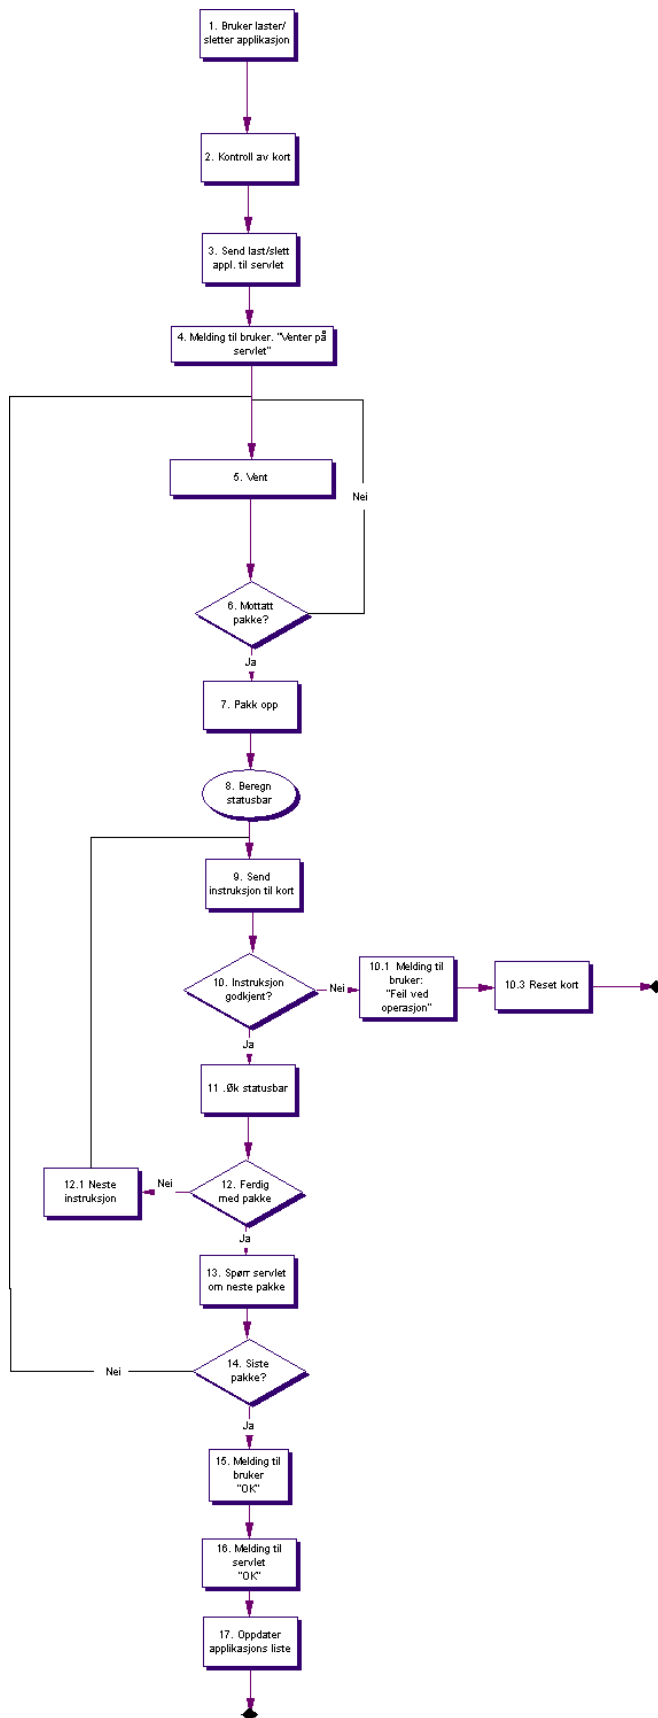 1. Bruker laster/
sletter applikasjon
2. Kontroll av kort
3. Send last/slett
appl. til servlet
4. Melding til bruker. "Venter på
servlet"
5. Vent
Nei
6. Mottatt
pakke?
Ja
7. Pakk opp
8. Beregn
statusbar
9. Send
instruksjon til kort
10. Instruksjon
godkjent?
Nei
10.1 Melding til
bruker:
"Feil ved
operasjon"
10.3 Reset kort
Ja
11 .Øk statusbar
12. Ferdig
med pakke
Nei
12.1 Neste
instruksjon
Ja
13. Spørr servlet
om neste pakke
14. Siste
pakke?
Nei
Ja
15. Melding til
bruker
"OK"
16. Melding til
servlet
"OK"
17. Oppdater
applikasjons liste